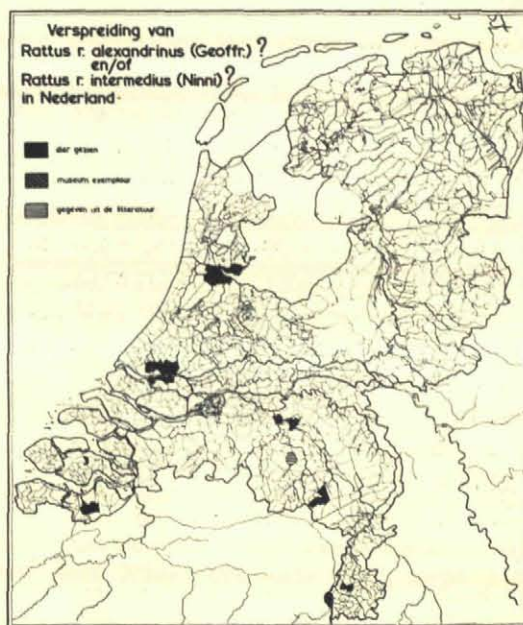 Verspreiding van
Rattus r. alexandrinus (Geoffr.)?
en/of
Rattus r. intermedius (Ninni)?
in Nederland
dier gezien
museum exemplaar
gegeven uit de litteratuur